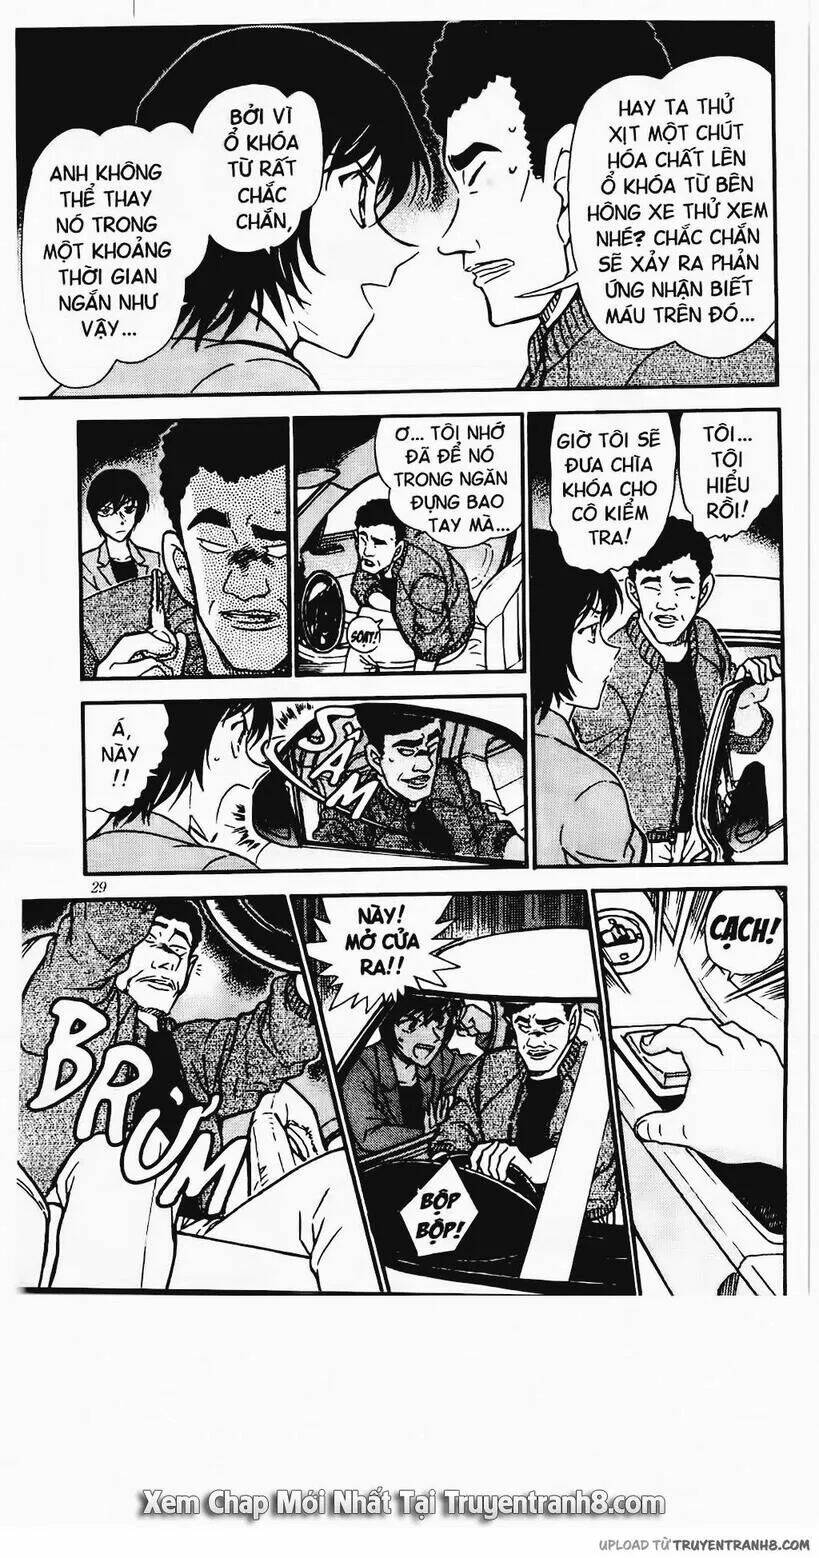 HAY TA THỬ
XỊT MỘT CHÚT
HÓA CHẤT LÊN
Ổ KHÓA TỪ BÊN
HÔNG XE THỬ XEM
NHÉ? CHẮC CHẮN
SẼ XẢY RA PHẢN
ỨNG NHẬN BIẾT
MÁU TRÊN ĐÓ...
BỞI VÌ
Ổ KHÓA
TỪ RẤT
CHẮC
CHẮN,
ANH KHÔNG
THỂ THAY
NÓ TRONG
MỘT KHOẢNG
THỜI GIAN
NGẮN NHƯ
VẬY...
TÔI...
TÔI
HIỂU
RỒI!
GIỜ TÔI SẼ
ĐƯA CHÌA
KHÓA CHO
CÔ KIỂM
TRA!
Ơ... TÔI NHỚ
ĐÃ ĐỂ NÓ
TRONG NGĂN
ĐỰNG BAO
TAY MÀ...
SOẠT!
SẦM
Á,
NÀY
!!
29
CẠCH!
NÀY!
MỞ CỬA
RA!!
BỘP
BỘP!
BRỪM
Xem Chap Mới Nhất Tại Truyentranh8.com
UPLOAD TỪ TRUYENTRANH8.COM